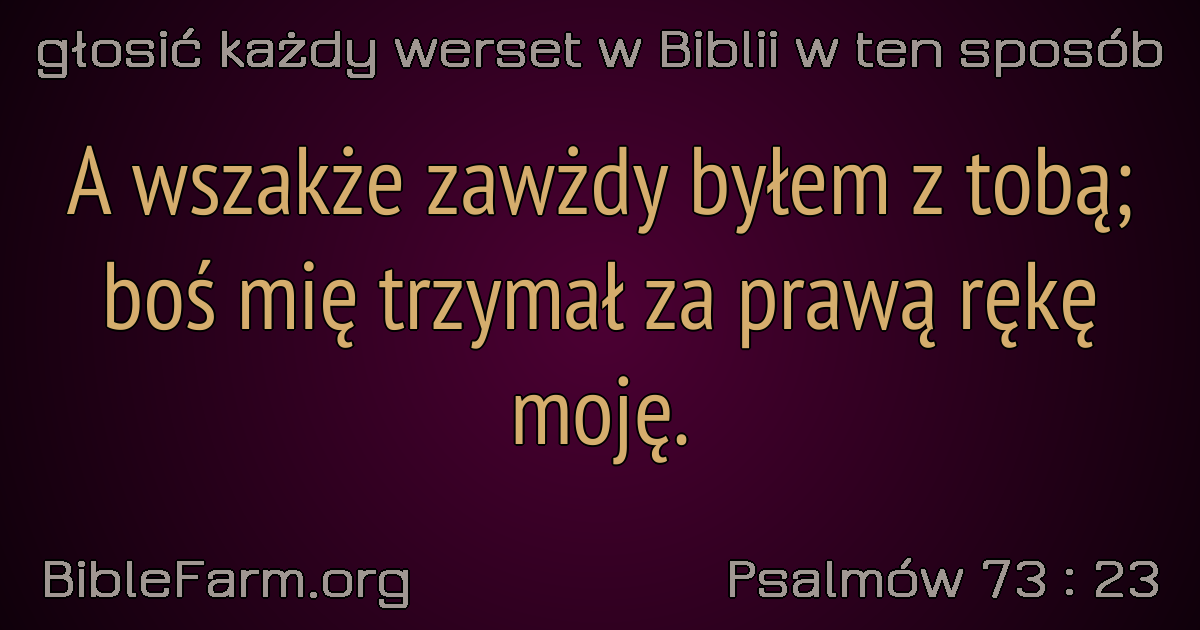 głosić każdy werset w Biblii w ten sposób
A wszakże zawżdy byłem z tobą;
boś mię trzymał za prawą rękę
moję.
BibleFarm.org
Psalmów 73 : 23